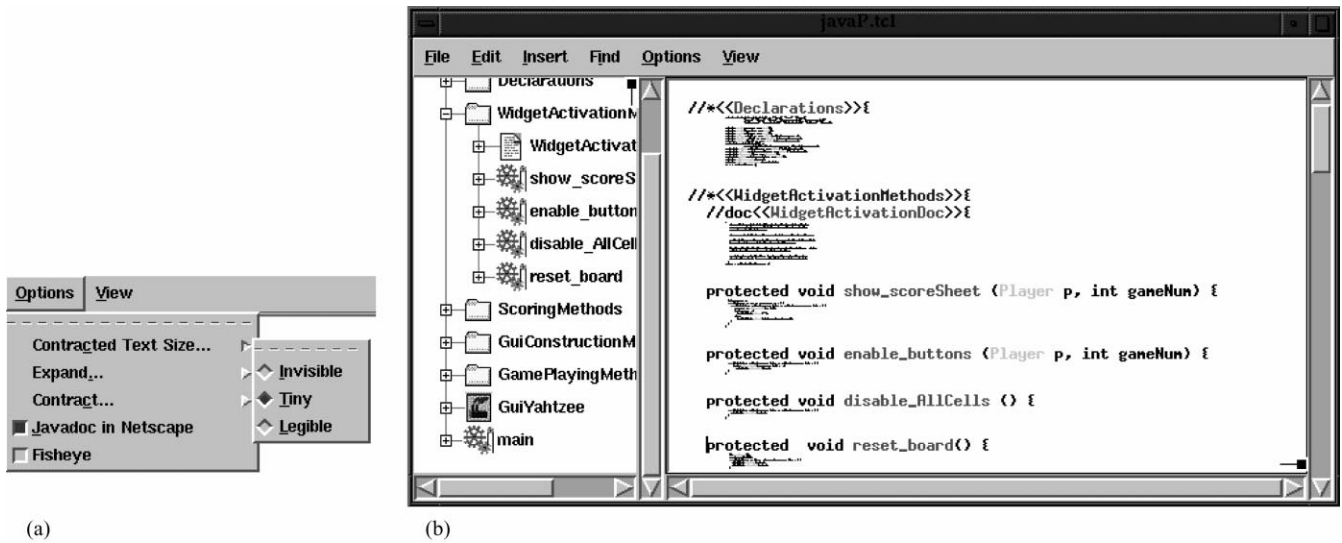 Options View
Contracted Text Size...
Expand...
Contract...
Javadoc in Netscape
Fisheye
Invisible
Tiny
Legible
(a)
javaP.tcl
File Edit Insert Find Options View
Declarations
WidgetActivationM
WidgetActivat
show_scoreS
enable_button
disable_AllCell
reset_board
ScoringMethods
GuiConstructionM
GamePlayingMeth
GuiYahtzee
main
//*<<Declarations>>{
//*<<WidgetActivationMethods>>{
//doc<<WidgetActivationDoc>>{
protected void show_scoreSheet (Player p, int gameNum) {
protected void enable_buttons (Player p, int gameNum) {
protected void disable_AllCells () {
protected void reset_board() {
(b)